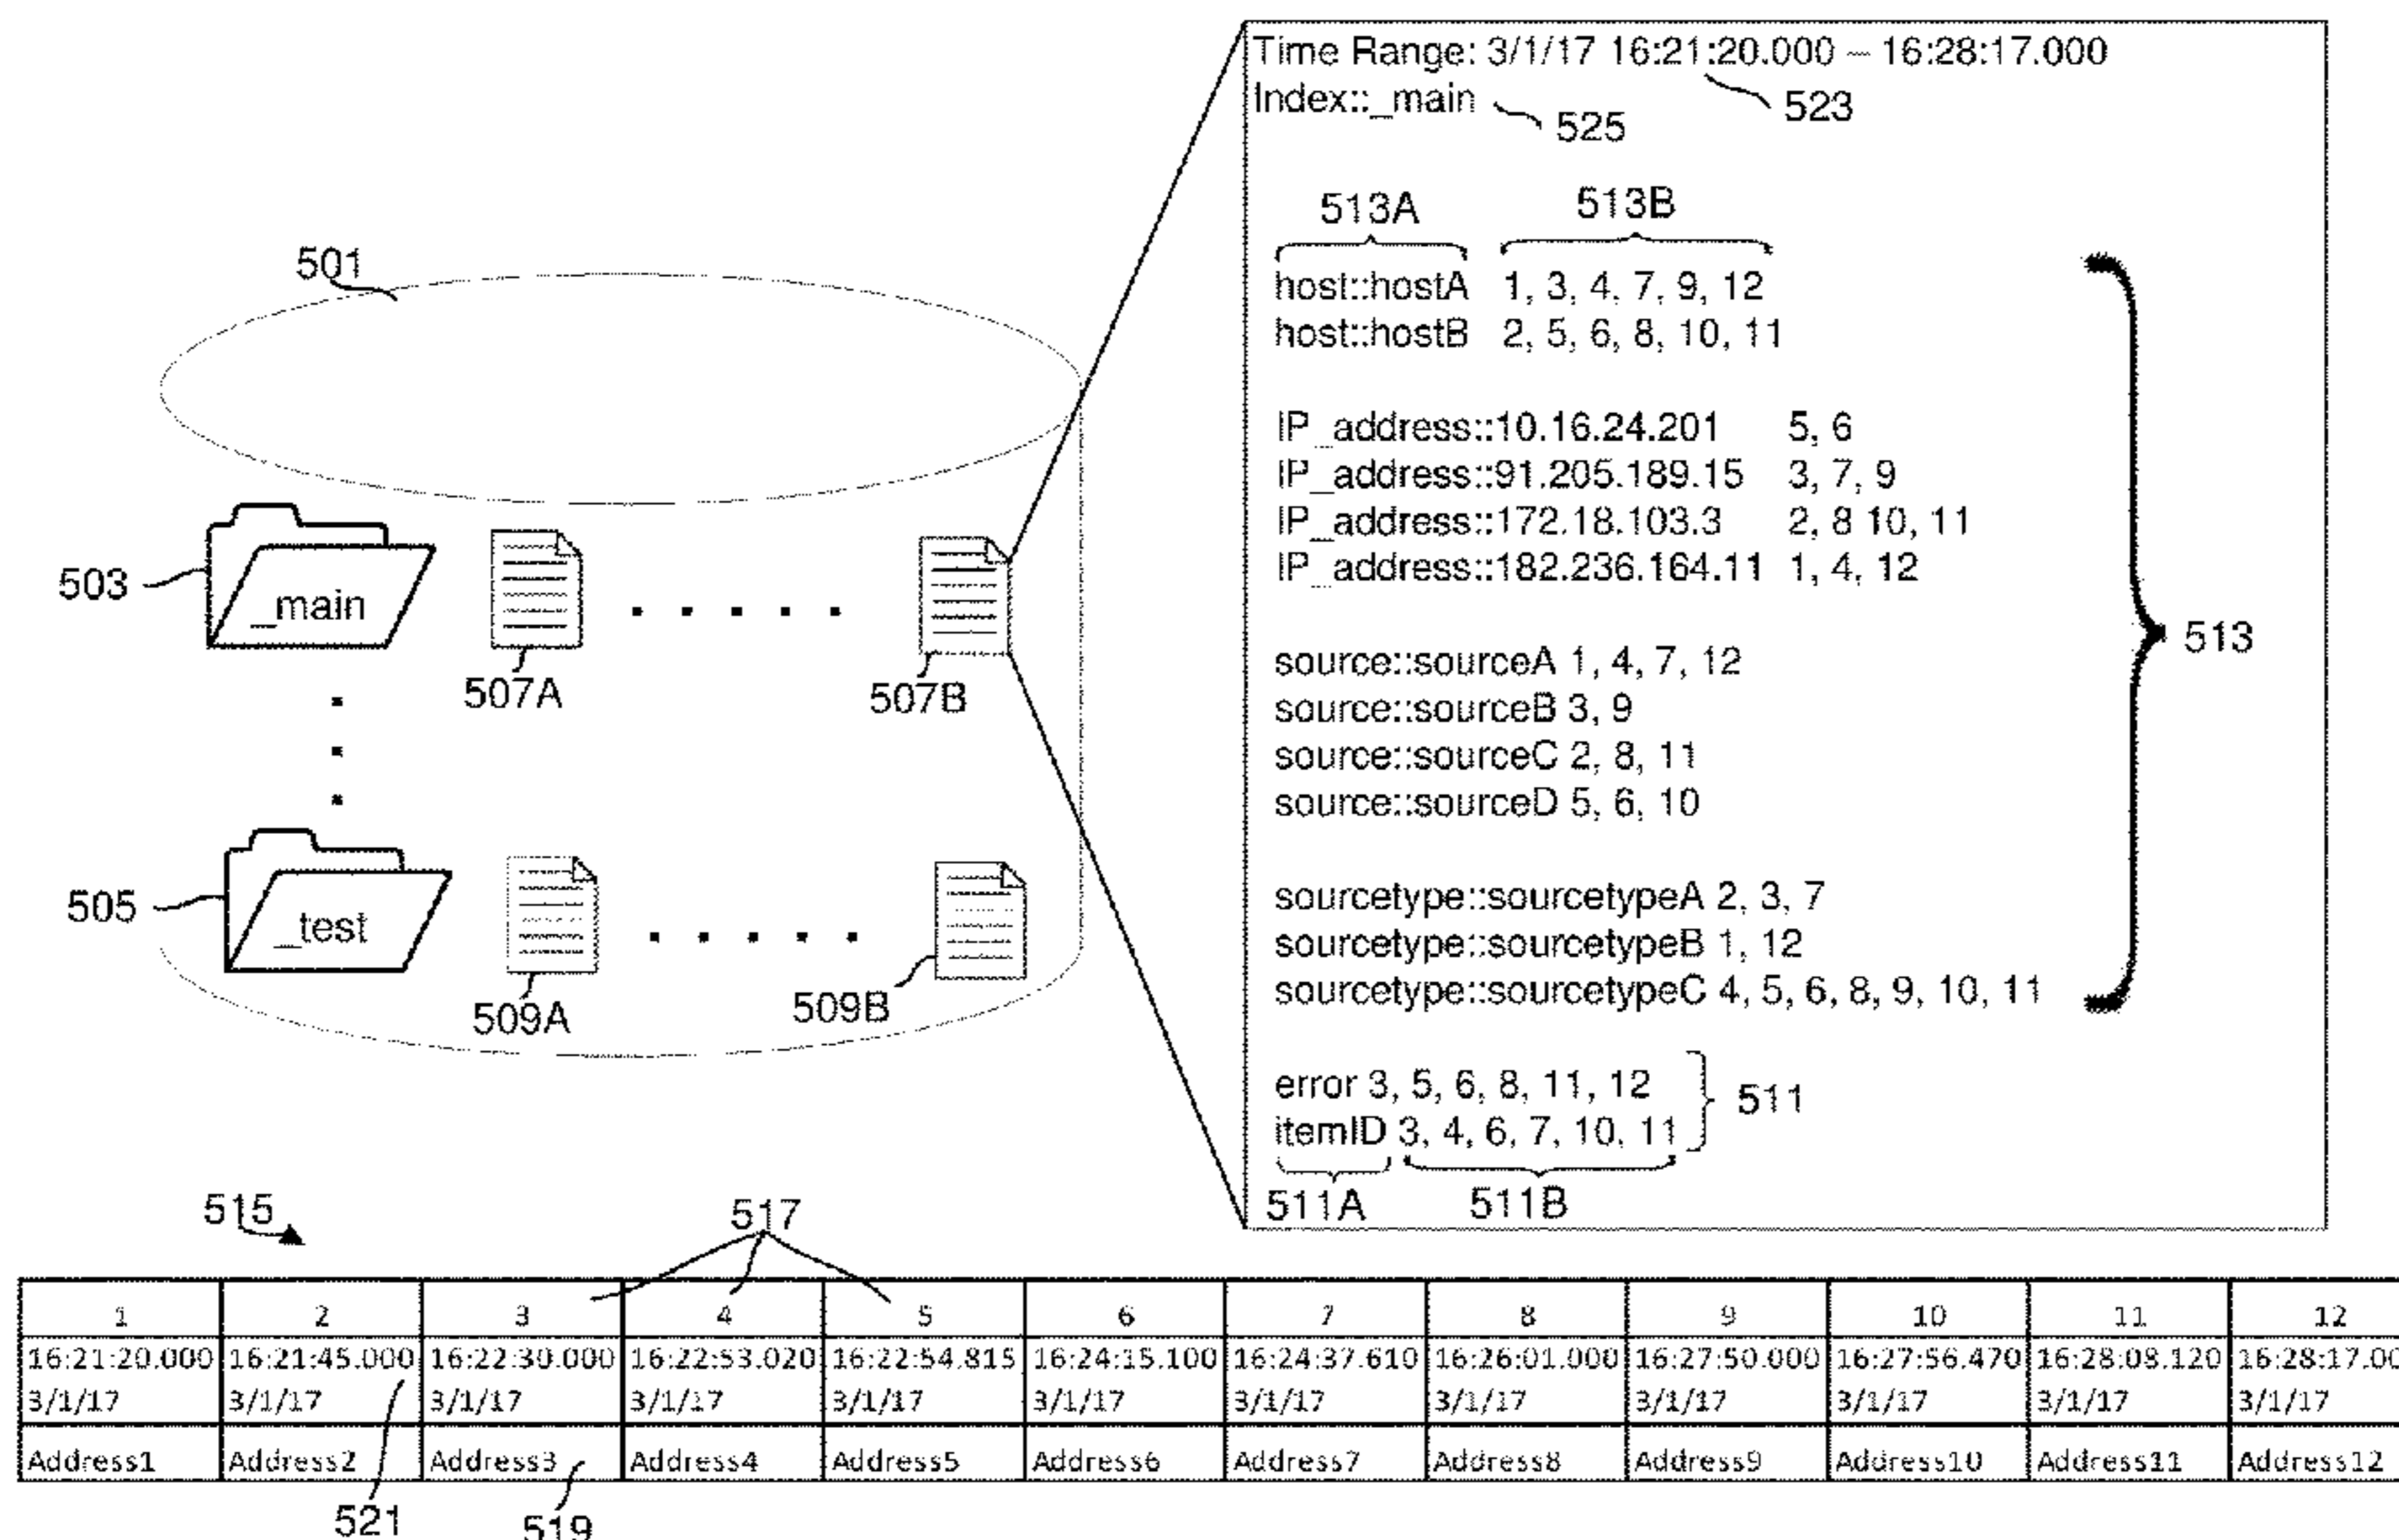 Time Range: 3/1/17 16:21:20.000 – 16:28:17.000
Index::_main
523
525
513A 513B
501
host::hostA 1, 3, 4, 7, 9, 12
host::hostB 2, 5, 6, 8, 10, 11
IP_address::10.16.24.201 5, 6
IP_address::91.205.189.15 3, 7, 9
IP_address::172.18.103.3 2, 8 10, 11
IP_address::182.236.164.11 1, 4, 12
513
source::sourceA 1, 4, 7, 12
source::sourceB 3, 9
source::sourceC 2, 8, 11
source::sourceD 5, 6, 10
sourcetype::sourcetypeA 2, 3, 7
sourcetype::sourcetypeB 1, 12
sourcetype::sourcetypeC 4, 5, 6, 8, 9, 10, 11
error 3, 5, 6, 8, 11, 12
itemID 3, 4, 6, 7, 10, 11
511
511A 511B
503
_main
507A 507B
505
_test
509A 509B
515
517
1 2 3 4 5 6 7 8 9 10 11 12
16:21:20.000 16:21:45.000 16:22:30.000 16:22:53.020 16:22:54.815 16:24:15.100 16:24:37.610 16:26:01.000 16:27:50.000 16:27:56.470 16:28:08.120 16:28:17.00
3/1/17 3/1/17 3/1/17 3/1/17 3/1/17 3/1/17 3/1/17 3/1/17 3/1/17 3/1/17 3/1/17 3/1/17
Address1 Address2 Address3 Address4 Address5 Address6 Address7 Address8 Address9 Address10 Address11 Address12
521 519